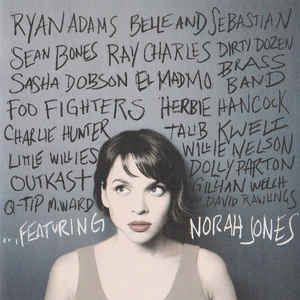 RYAN ADAMS BELLE AND SEBASTIAN
SEAN BONES RAY CHARLES DIRTY DOZEN
BRASS
SASHA DOBSON EL MADMO BAND
FOO FIGHTERS HERBIE HANCOCK
CHARLIE HUNTER TALIB KWELI
LITTLE WILLIES WILLIE NELSON
DOLLY PARTON
OUTKAST GILLIAN WELCH
Q-TIP M. WARD DAVID RAWLINGS
...FEATURING NORAH JONES